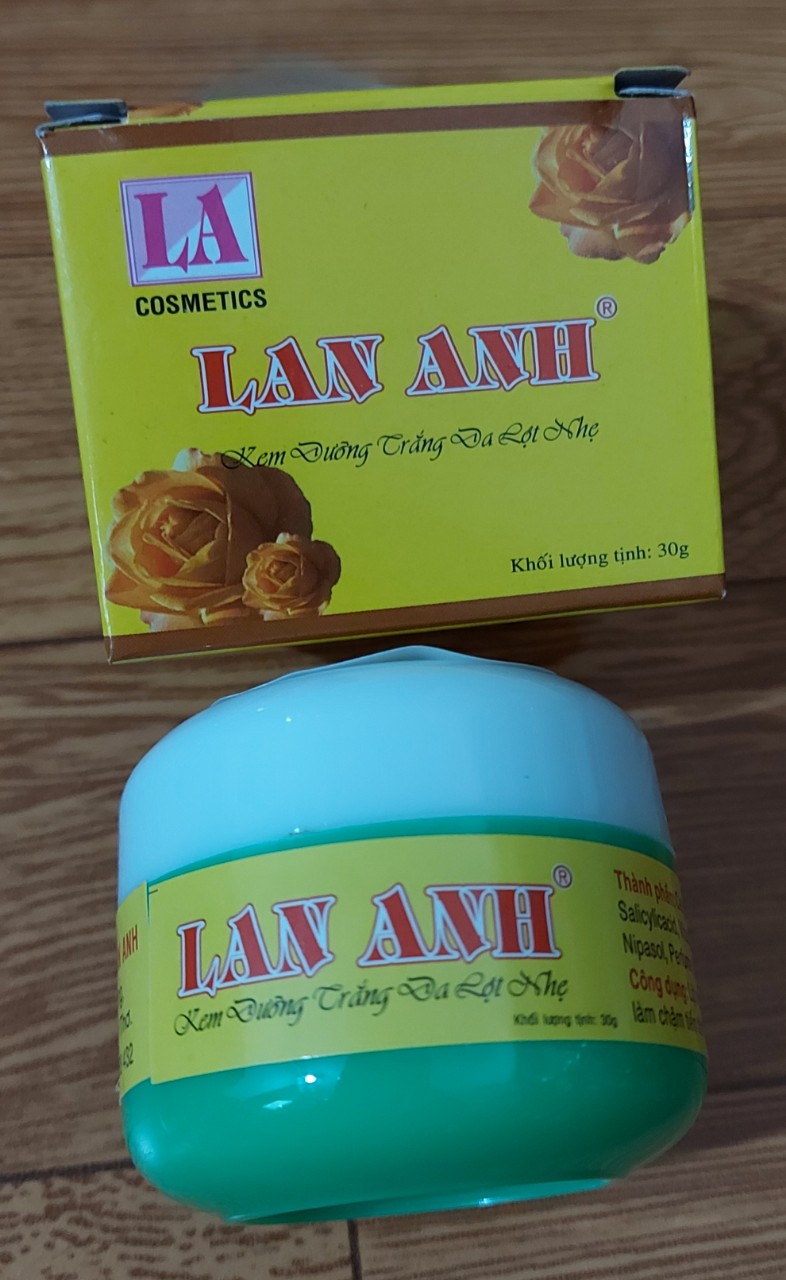 LA
COSMETICS
LAN ANH®
Kem Dưỡng Trắng Da Lột Nhẹ
Khối lượng tịnh: 30g
LAN ANH®
Kem Dưỡng Trắng Da Lột Nhẹ
Khối lượng tịnh: 30g
Thành phần:
Salicylicacid,
Nipasol,
Công dụng:
làm chậm
ANH